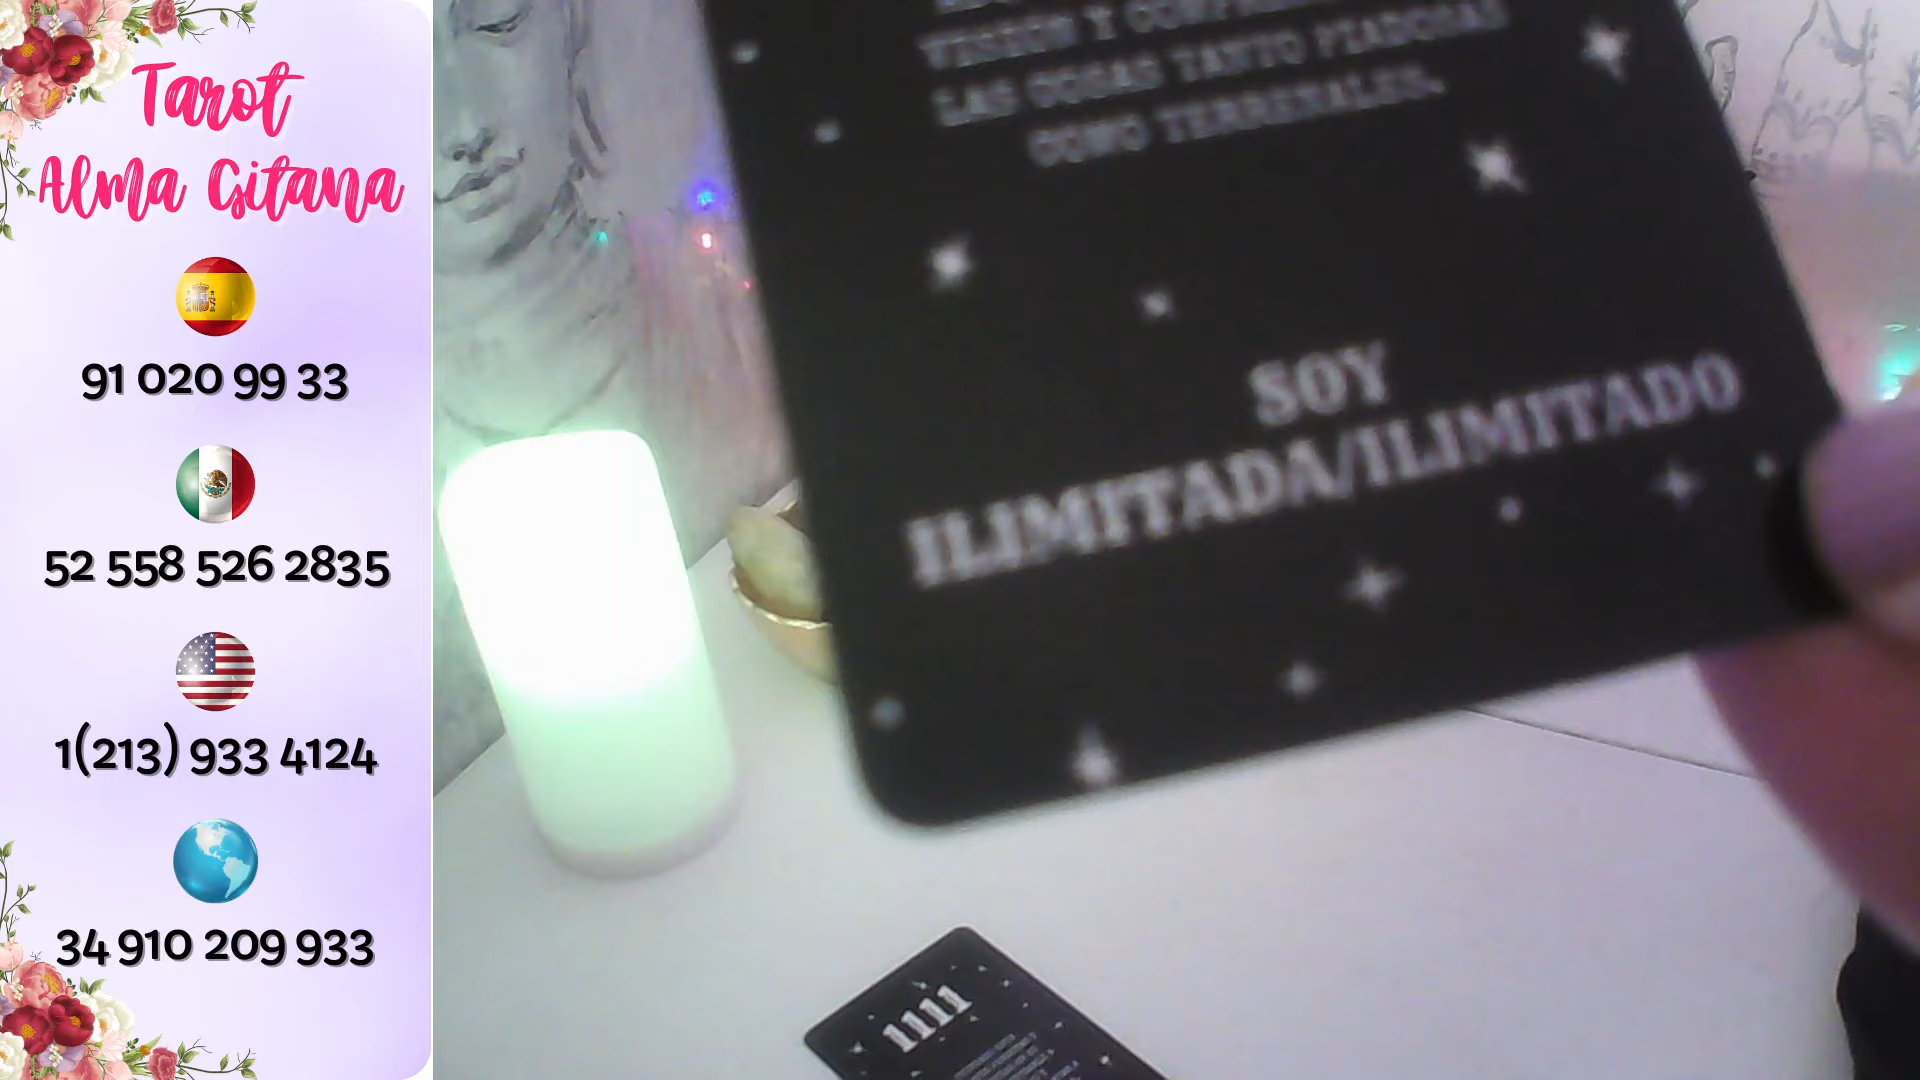 Tarot
Alma Gitana
91 020 99 33
52 558 526 2835
1(213) 933 4124
34 910 209 933
VISIÓN Y
LAS COSAS TANTO PIADOSAS
COMO TERRENALES.
SOY
ILIMITADA/ILIMITADO
1111